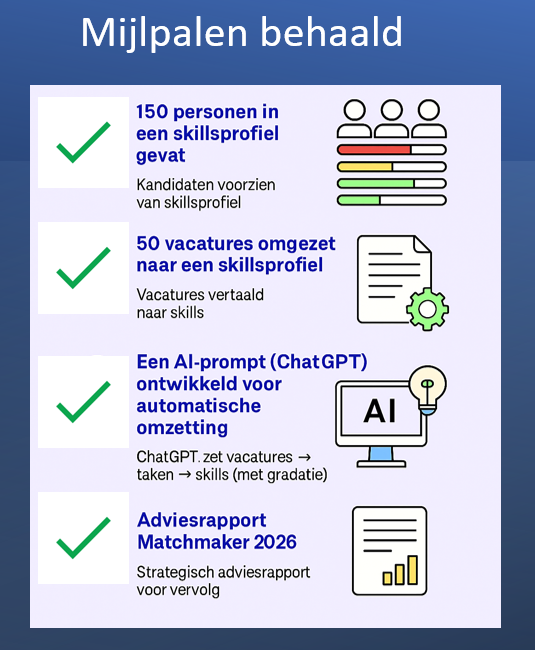 Mijlpalen behaald
150 personen in
een skillsprofiel
gevat
Kandidaten voorzien
van skillsprofiel
50 vacatures omgezet
naar een skillsprofiel
Vacatures vertaald
naar skills
Een AI-prompt (ChatGPT)
ontwikkeld voor
automatische
omzetting
ChatGPT. zet vacatures →
taken → skills (met gradatie)
AI
Adviesrapport
Matchmaker 2026
Strategisch adviesrapport
voor vervolg